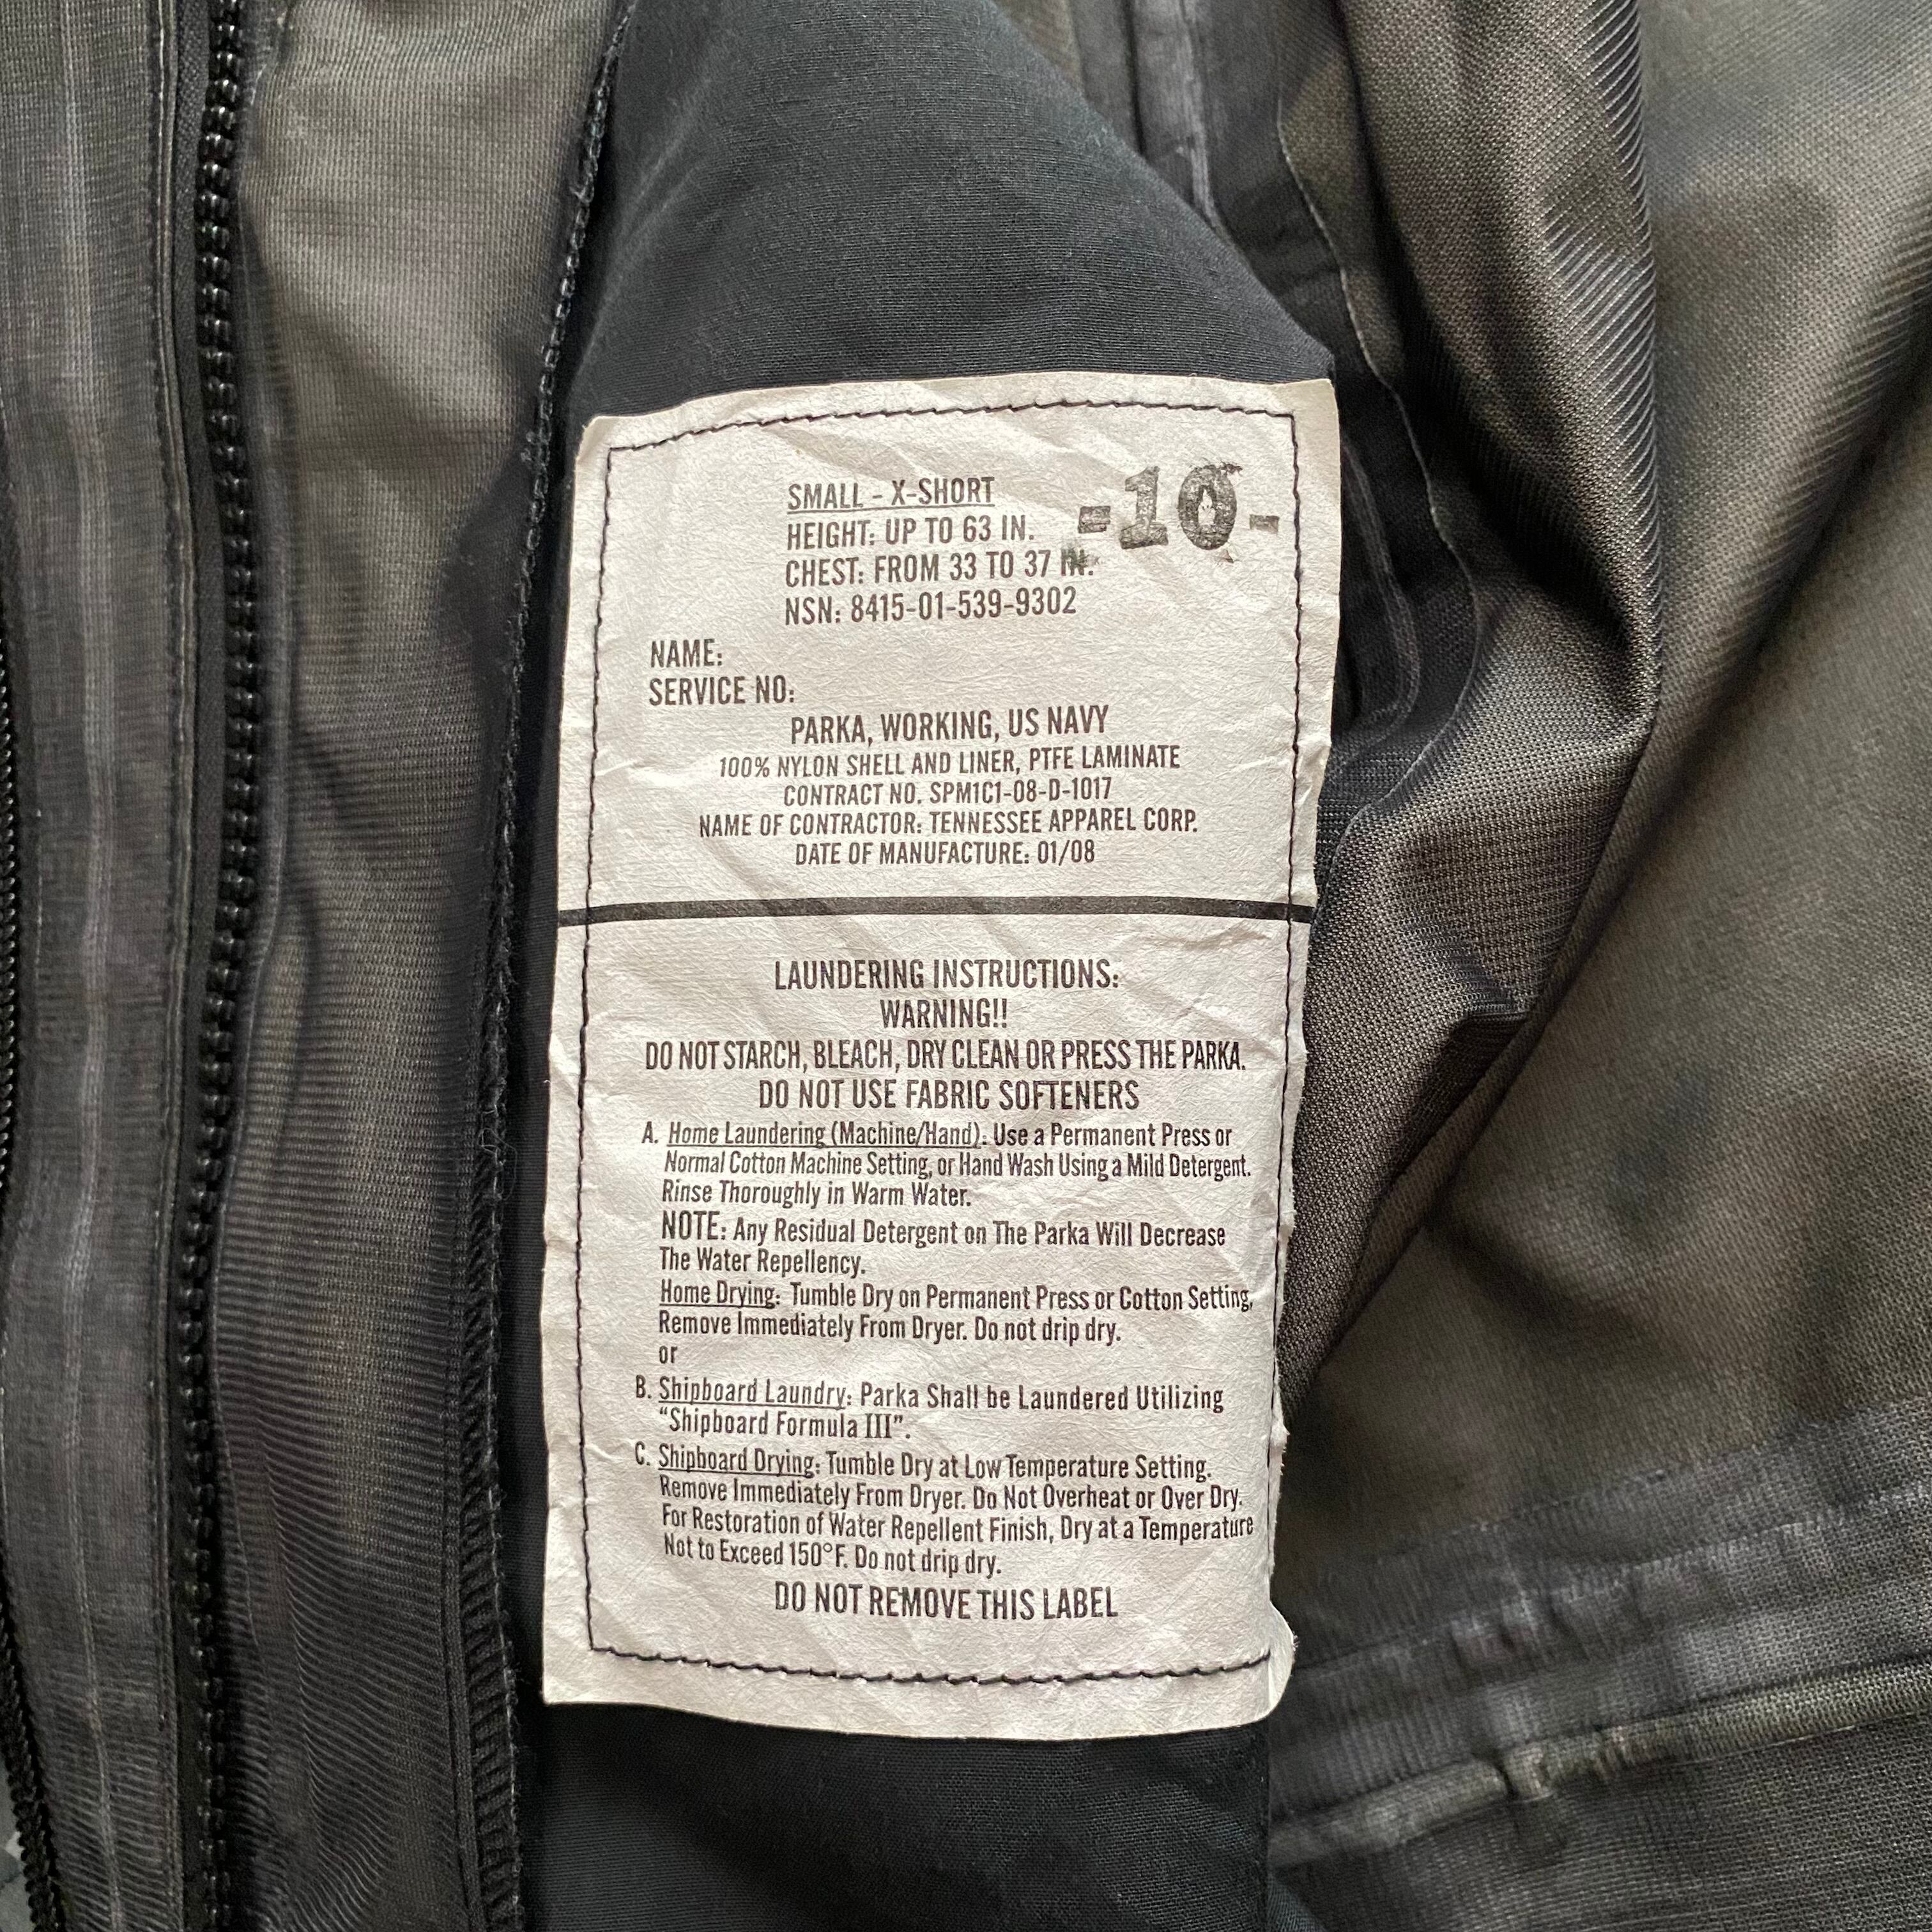 SMALL - X-SHORT
-10-
HEIGHT: UP TO 63 IN.
CHEST: FROM 33 TO 37 IN.
NSN: 8415-01-539-9302
NAME:
SERVICE NO:
PARKA, WORKING, US NAVY
100% NYLON SHELL AND LINER, PTFE LAMINATE
CONTRACT NO. SPM1C1-08-D-1017
NAME OF CONTRACTOR: TENNESSEE APPAREL CORP.
DATE OF MANUFACTURE: 01/08
LAUNDERING INSTRUCTIONS:
WARNING!!
DO NOT STARCH, BLEACH, DRY CLEAN OR PRESS THE PARKA.
DO NOT USE FABRIC SOFTENERS
A. Home Laundering (Machine/Hand): Use a Permanent Press or
Normal Cotton Machine Setting, or Hand Wash Using a Mild Detergent.
Rinse Thoroughly in Warm Water.
NOTE: Any Residual Detergent on The Parka Will Decrease
The Water Repellency.
Home Drying: Tumble Dry on Permanent Press or Cotton Setting,
Remove Immediately From Dryer. Do not drip dry.
or
B. Shipboard Laundry: Parka Shall be Laundered Utilizing
“Shipboard Formula III”.
C. Shipboard Drying: Tumble Dry at Low Temperature Setting.
Remove Immediately From Dryer. Do Not Overheat or Over Dry.
For Restoration of Water Repellent Finish, Dry at a Temperature
Not to Exceed 150°F. Do not drip dry.
DO NOT REMOVE THIS LABEL